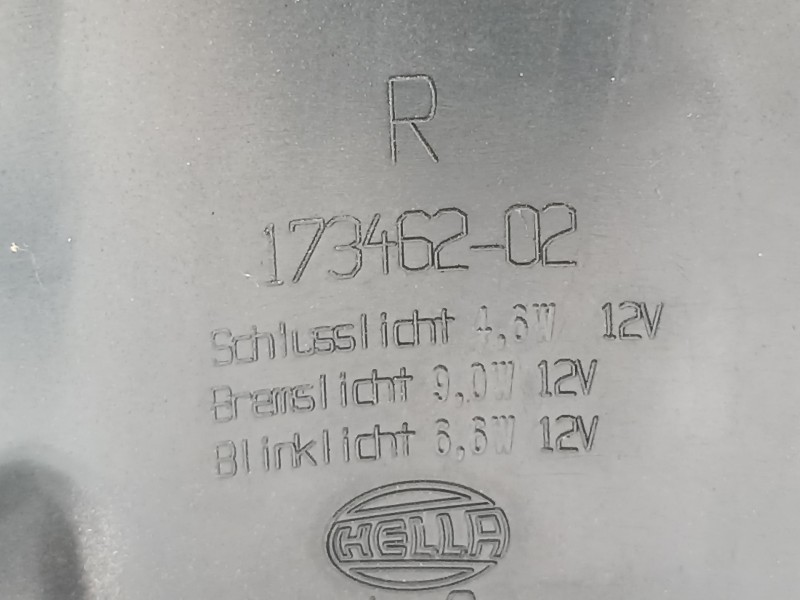 R
173462-02
Schlusslicht 4,6W 12V
Bremslicht 9,0W 12V
Blinklicht 6,6W 12V
HELLA